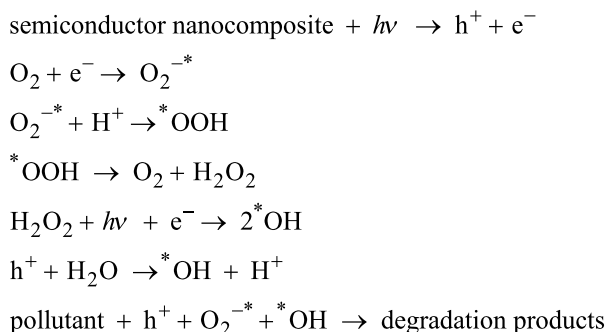 semiconductor nanocomposite + hν → h⁺ + e⁻
O₂ + e⁻ → O₂⁻*
O₂⁻* + H⁺ → *OOH
*OOH → O₂ + H₂O₂
H₂O₂ + hν + e⁻ → 2*OH
h⁺ + H₂O → *OH + H⁺
pollutant + h⁺ + O₂⁻* + *OH → degradation products